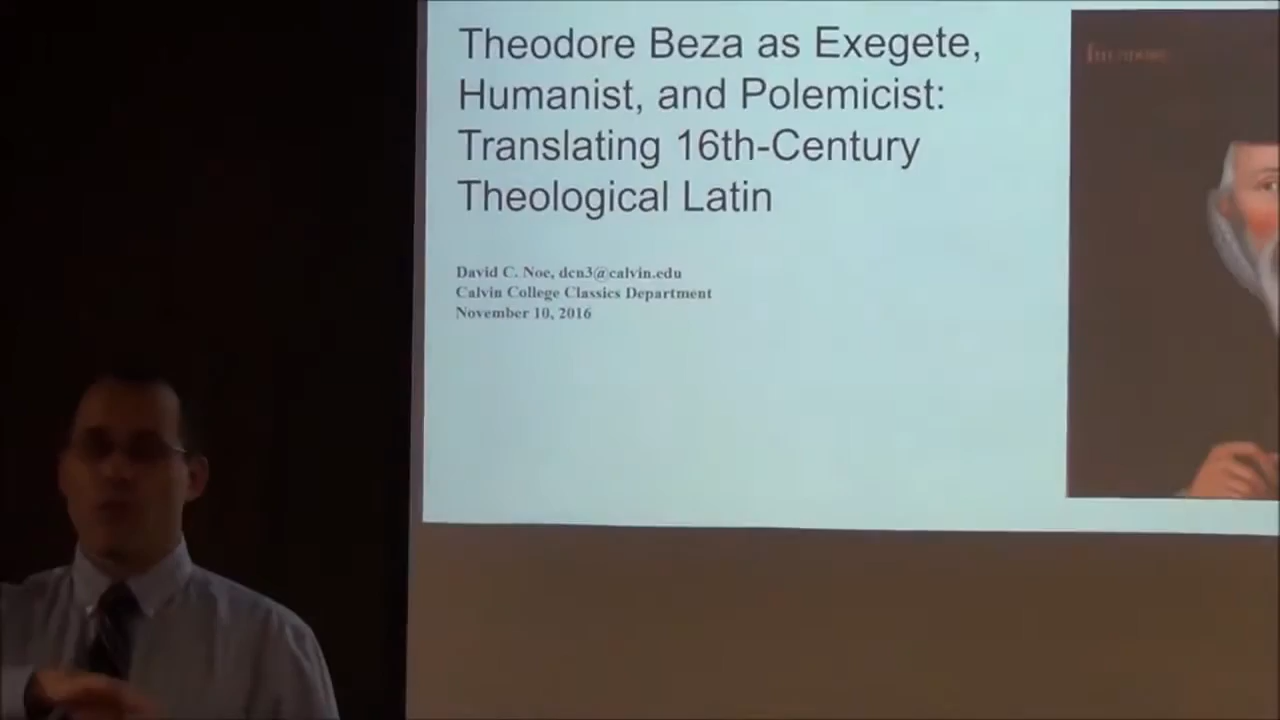 Theodore Beza as Exegete,
Humanist, and Polemicist:
Translating 16th-Century
Theological Latin
David C. Noe, dcn3@calvin.edu
Calvin College Classics Department
November 10, 2016